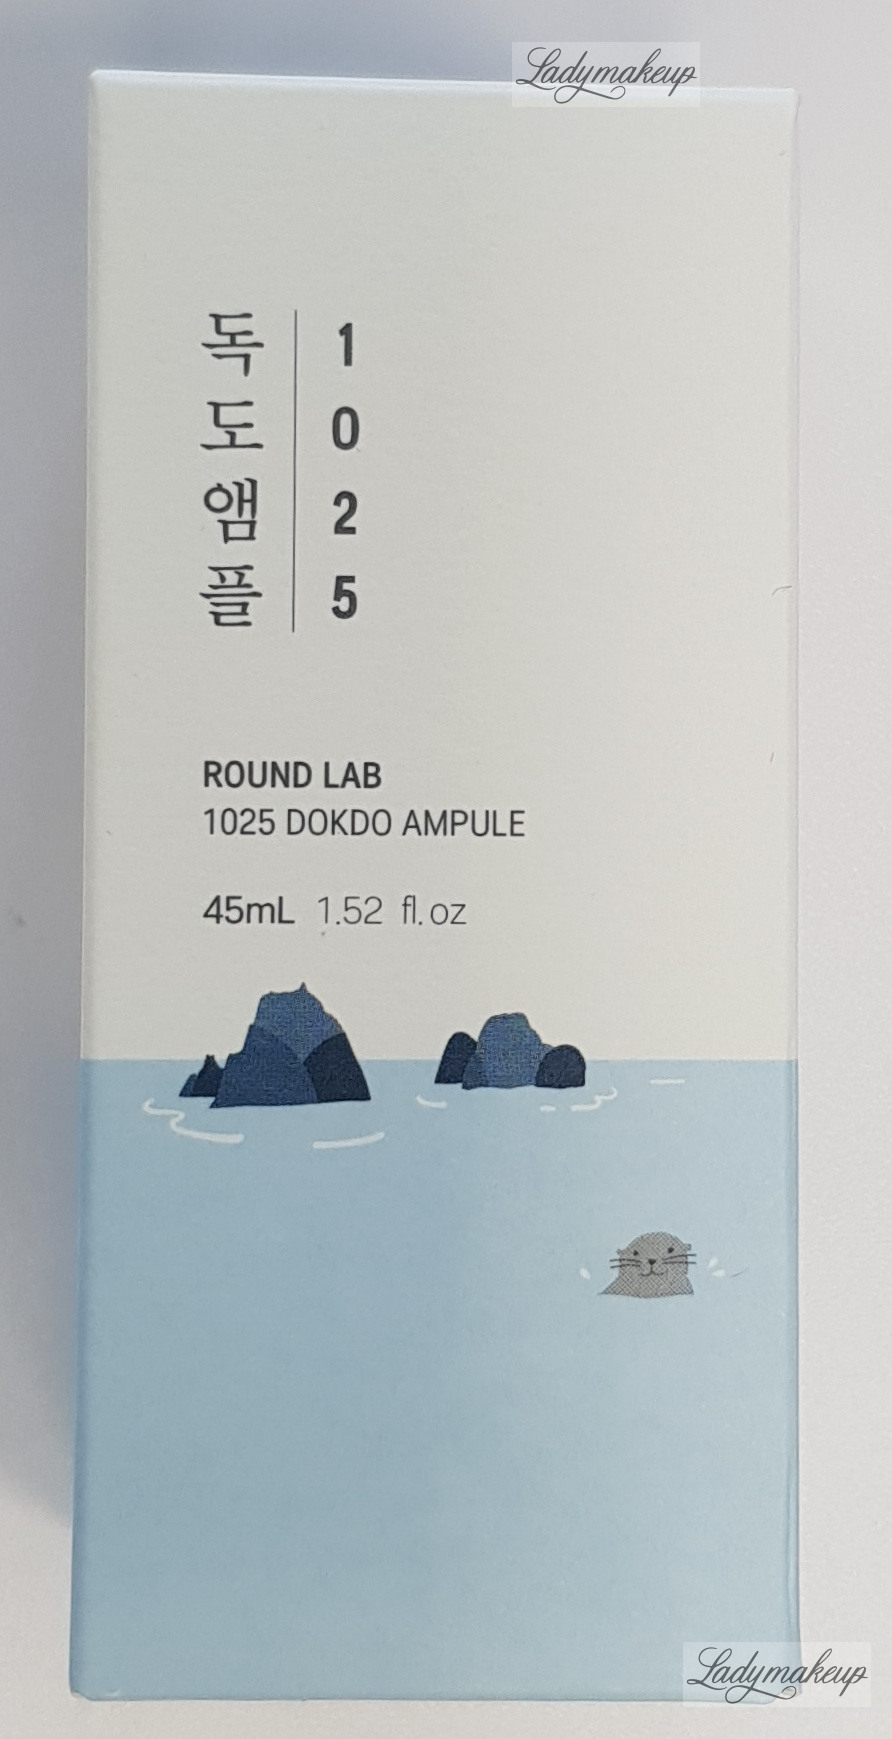 Ladymakeup
독도앰플
1025
ROUND LAB
1025 DOKDO AMPULE
45mL 1.52 fl.oz
Ladymakeup